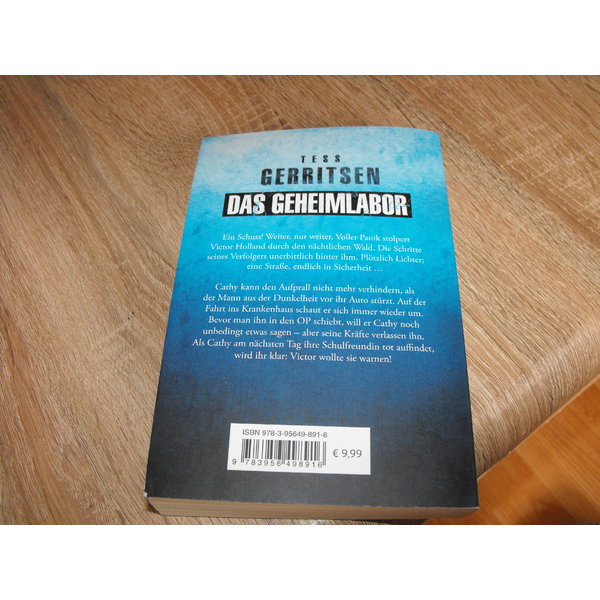 TESS
GERRITSEN
DAS GEHEIMLABOR
Ein Schuss! Weiter, nur weiter. Voller Panik stolpert
Victor Holland durch den nächtlichen Wald. Die Schritte
seines Verfolgers unerbittlich hinter ihm. Plötzlich Lichter;
eine Straße, endlich in Sicherheit …
Cathy kann den Aufprall nicht mehr verhindern, als
der Mann aus der Dunkelheit vor ihr Auto stürzt. Auf der
Fahrt ins Krankenhaus schaut er sich immer wieder um.
Bevor man ihn in den OP schiebt, will er Cathy noch
unbedingt etwas sagen – aber seine Kräfte verlassen ihn.
Als Cathy am nächsten Tag ihre Schulfreundin tot auffindet,
wird ihr klar: Victor wollte sie warnen!
ISBN 978-3-95649-891-6
€ 9,99
9 783956 498916